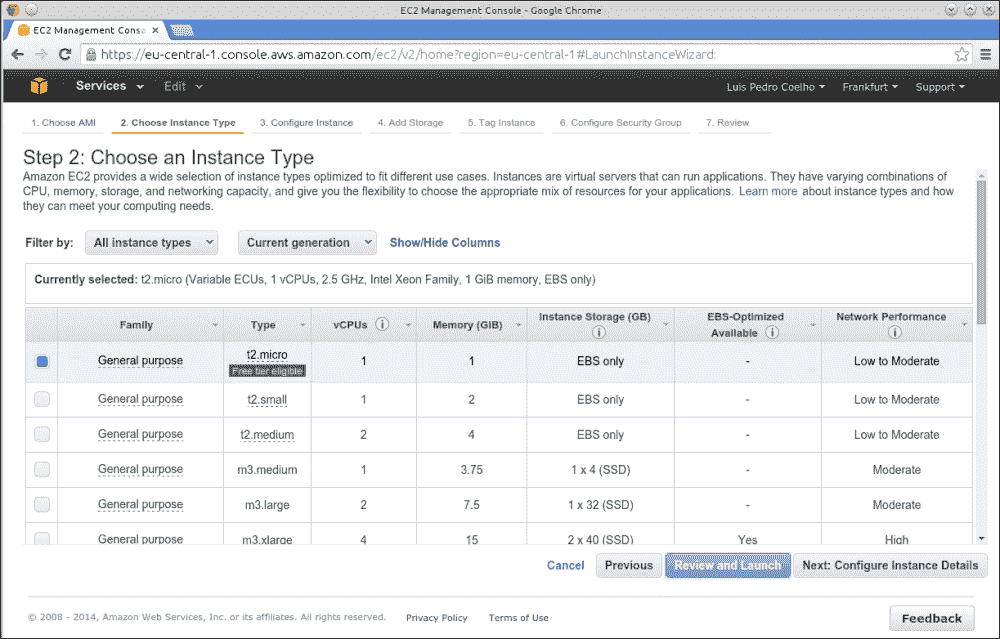 EC2 Management Console - Google Chrome
EC2 Management Conso
https://eu-central-1.console.aws.amazon.com/ec2/v2/home?region=eu-central-1#LaunchInstanceWizard:
Services Edit Luis Pedro Coelho Frankfurt Support
1. Choose AMI 2. Choose Instance Type 3. Configure Instance 4. Add Storage 5. Tag Instance 6. Configure Security Group 7. Review
Step 2: Choose an Instance Type
Amazon EC2 provides a wide selection of instance types optimized to fit different use cases. Instances are virtual servers that can run applications. They have varying combinations of
CPU, memory, storage, and networking capacity, and give you the flexibility to choose the appropriate mix of resources for your applications. Learn more about instance types and how
they can meet your computing needs.
Filter by: All instance types Current generation Show/Hide Columns
Currently selected: t2.micro (Variable ECUs, 1 vCPUs, 2.5 GHz, Intel Xeon Family, 1 GiB memory, EBS only)
Family Type vCPUs Memory (GiB) Instance Storage (GB) EBS-Optimized Available Network Performance
General purpose t2.micro Free tier eligible 1 1 EBS only - Low to Moderate
General purpose t2.small 1 2 EBS only - Low to Moderate
General purpose t2.medium 2 4 EBS only - Low to Moderate
General purpose m3.medium 1 3.75 1 x 4 (SSD) - Moderate
General purpose m3.large 2 7.5 1 x 32 (SSD) - Moderate
General purpose m3.xlarge 4 15 2 x 40 (SSD) Yes High
Cancel Previous Review and Launch Next: Configure Instance Details
© 2008 - 2014, Amazon Web Services, Inc. or its affiliates. All rights reserved. Privacy Policy Terms of Use Feedback